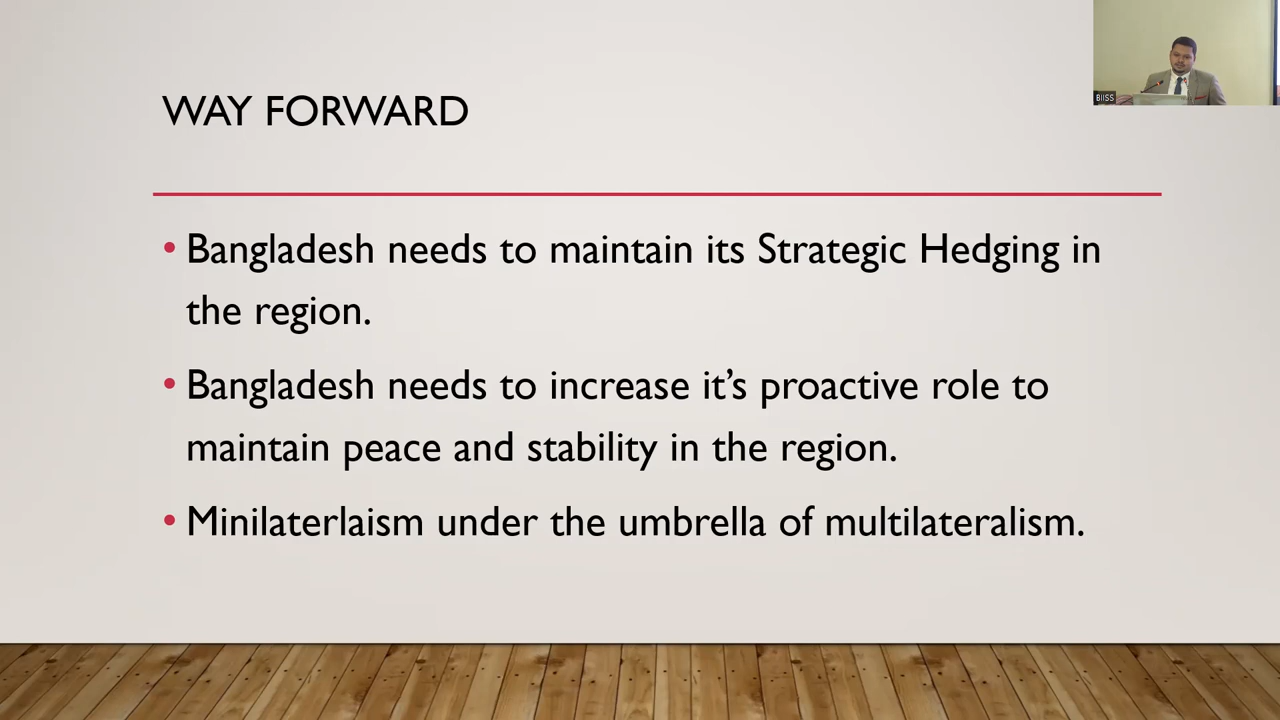 WAY FORWARD
BIISS
• Bangladesh needs to maintain its Strategic Hedging in
the region.
• Bangladesh needs to increase it’s proactive role to
maintain peace and stability in the region.
• Minilaterlaism under the umbrella of multilateralism.